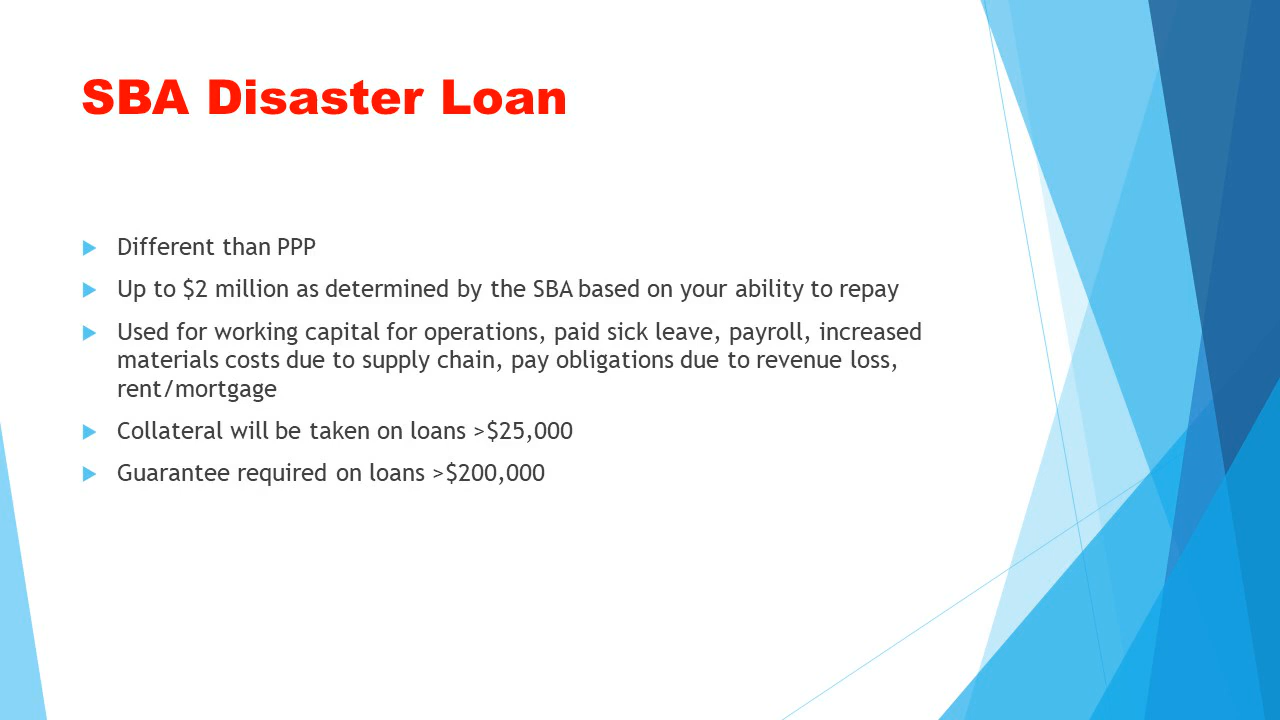 SBA Disaster Loan
Different than PPP
Up to $2 million as determined by the SBA based on your ability to repay
Used for working capital for operations, paid sick leave, payroll, increased
materials costs due to supply chain, pay obligations due to revenue loss,
rent/mortgage
Collateral will be taken on loans >$25,000
Guarantee required on loans >$200,000